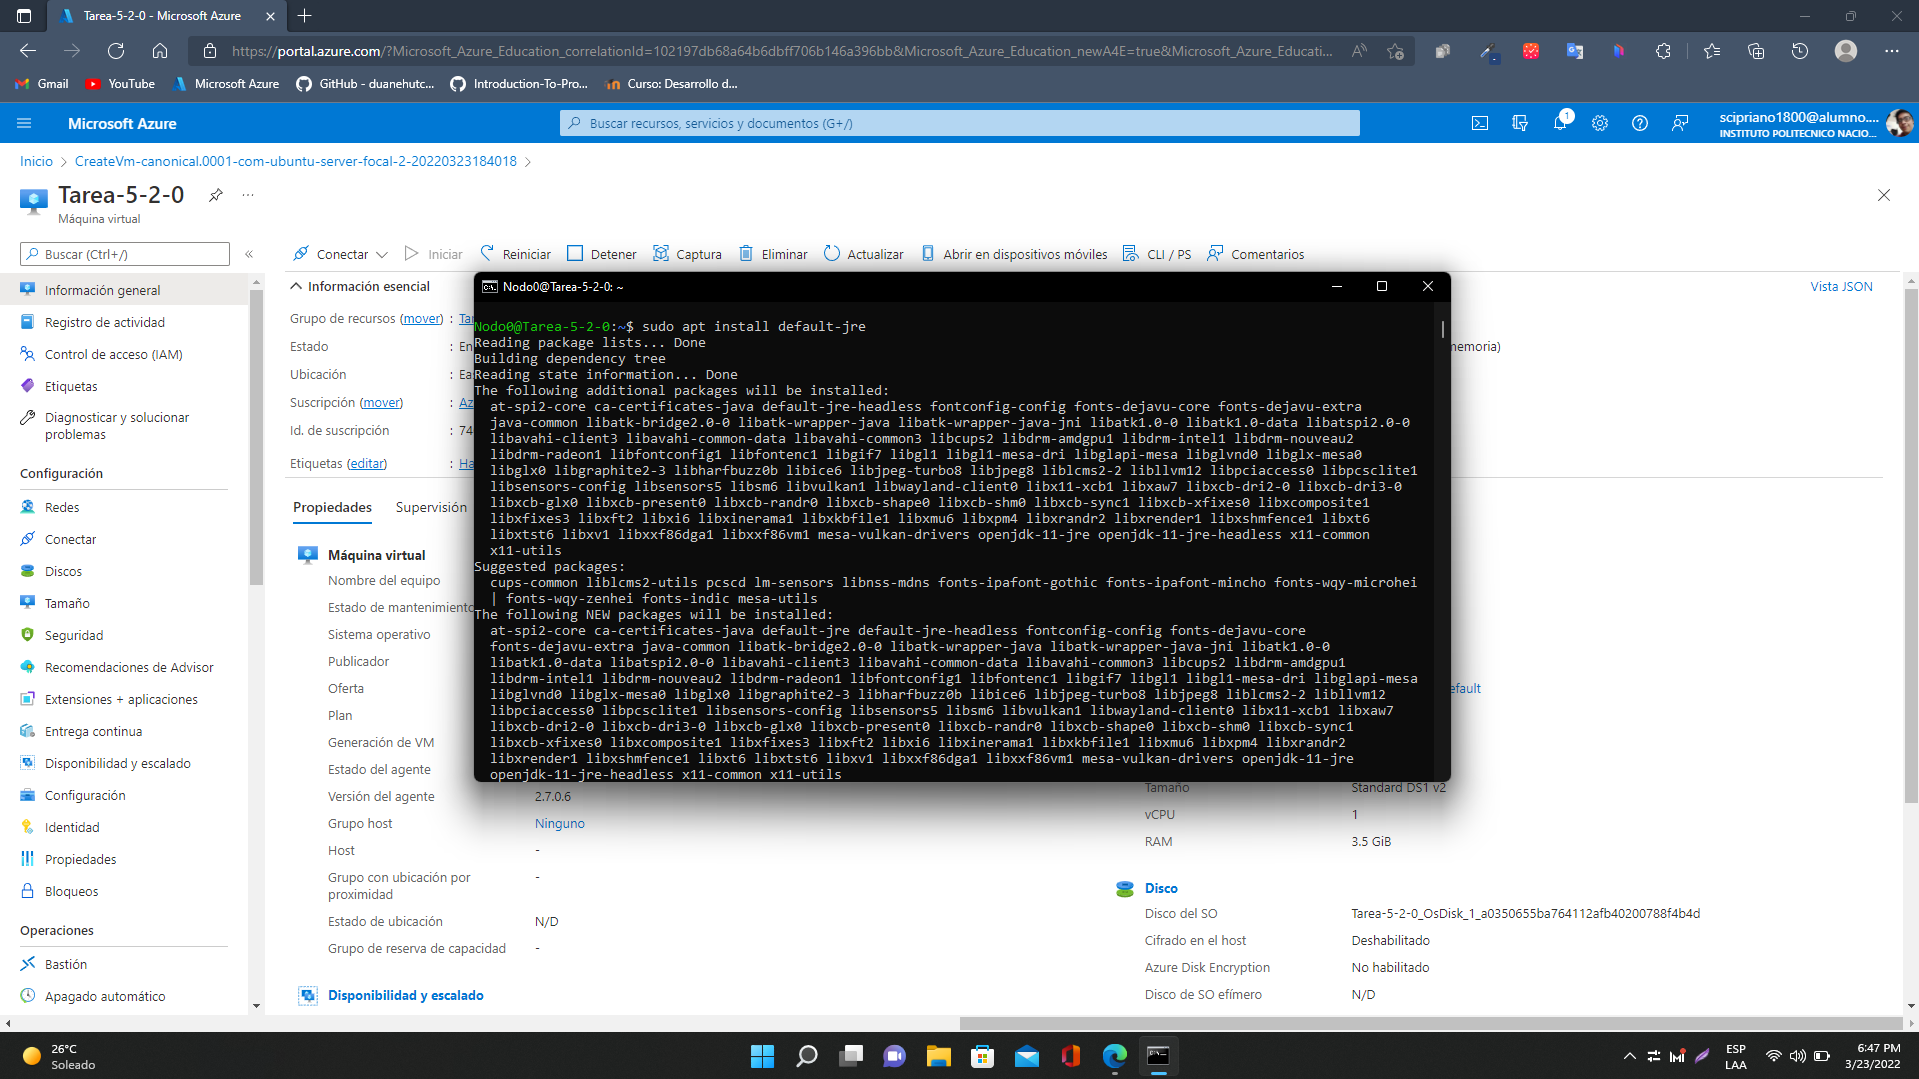 Tarea-5-2-0 - Microsoft Azure
https://portal.azure.com/?Microsoft_Azure_Education_correlationId=102197db68a64b6dbff706b146a396bb&Microsoft_Azure_Education_newA4E=true&Microsoft_Azure_Educati...
Gmail
YouTube
Microsoft Azure
GitHub - duanehutc...
Introduction-To-Pro...
Curso: Desarrollo d...
Microsoft Azure
Buscar recursos, servicios y documentos (G+/)
1
scipriano1800@alumno....
INSTITUTO POLITECNICO NACIO...
Inicio > CreateVm-canonical.0001-com-ubuntu-server-focal-2-20220323184018 >
Tarea-5-2-0
Máquina virtual
Buscar (Ctrl+/)
«
Conectar
Iniciar
Reiniciar
Detener
Captura
Eliminar
Actualizar
Abrir en dispositivos móviles
CLI / PS
Comentarios
Información general
Registro de actividad
Control de acceso (IAM)
Etiquetas
Diagnosticar y solucionar
problemas
Configuración
Redes
Conectar
Discos
Tamaño
Seguridad
Recomendaciones de Advisor
Extensiones + aplicaciones
Entrega continua
Disponibilidad y escalado
Configuración
Identidad
Propiedades
Bloqueos
Operaciones
Bastión
Apagado automático
Información esencial
Vista JSON
Grupo de recursos (mover) : Tar
Estado : En
Ubicación : Eas
Suscripción (mover) : Az
Id. de suscripción : 74
Etiquetas (editar) : Ha
nemoria)
Propiedades
Supervisión
Máquina virtual
Nombre del equipo
Estado de mantenimiento
Sistema operativo
Publicador
Oferta
Plan
Generación de VM
Estado del agente
Versión del agente 2.7.0.6
Grupo host Ninguno
Host -
Grupo con ubicación por
proximidad -
Estado de ubicación N/D
Grupo de reserva de capacidad -
Disponibilidad y escalado
Nodo0@Tarea-5-2-0: ~
Nodo0@Tarea-5-2-0:~$ sudo apt install default-jre
Reading package lists... Done
Building dependency tree
Reading state information... Done
The following additional packages will be installed:
at-spi2-core ca-certificates-java default-jre-headless fontconfig-config fonts-dejavu-core fonts-dejavu-extra
java-common libatk-bridge2.0-0 libatk-wrapper-java libatk-wrapper-java-jni libatk1.0-0 libatk1.0-data libatspi2.0-0
libavahi-client3 libavahi-common-data libavahi-common3 libcups2 libdrm-amdgpu1 libdrm-intel1 libdrm-nouveau2
libdrm-radeon1 libfontconfig1 libfontenc1 libgif7 libgl1 libgl1-mesa-dri libglapi-mesa libglvnd0 libglx-mesa0
libglx0 libgraphite2-3 libharfbuzz0b libice6 libjpeg-turbo8 libjpeg8 liblcms2-2 libllvm12 libpciaccess0 libpcsclite1
libsensors-config libsensors5 libsm6 libvulkan1 libwayland-client0 libx11-xcb1 libxaw7 libxcb-dri2-0 libxcb-dri3-0
libxcb-glx0 libxcb-present0 libxcb-randr0 libxcb-shape0 libxcb-shm0 libxcb-sync1 libxcb-xfixes0 libxcomposite1
libxfixes3 libxft2 libxi6 libxinerama1 libxkbfile1 libxmu6 libxpm4 libxrandr2 libxrender1 libxshmfence1 libxt6
libxtst6 libxv1 libxxf86dga1 libxxf86vm1 mesa-vulkan-drivers openjdk-11-jre openjdk-11-jre-headless x11-common
x11-utils
Suggested packages:
cups-common liblcms2-utils pcscd lm-sensors libnss-mdns fonts-ipafont-gothic fonts-ipafont-mincho fonts-wqy-microhei
| fonts-wqy-zenhei fonts-indic mesa-utils
The following NEW packages will be installed:
at-spi2-core ca-certificates-java default-jre default-jre-headless fontconfig-config fonts-dejavu-core
fonts-dejavu-extra java-common libatk-bridge2.0-0 libatk-wrapper-java libatk-wrapper-java-jni libatk1.0-0
libatk1.0-data libatspi2.0-0 libavahi-client3 libavahi-common-data libavahi-common3 libcups2 libdrm-amdgpu1
libdrm-intel1 libdrm-nouveau2 libdrm-radeon1 libfontconfig1 libfontenc1 libgif7 libgl1 libgl1-mesa-dri libglapi-mesa
libglvnd0 libglx-mesa0 libglx0 libgraphite2-3 libharfbuzz0b libice6 libjpeg-turbo8 libjpeg8 liblcms2-2 libllvm12
libpciaccess0 libpcsclite1 libsensors-config libsensors5 libsm6 libvulkan1 libwayland-client0 libx11-xcb1 libxaw7
libxcb-dri2-0 libxcb-dri3-0 libxcb-glx0 libxcb-present0 libxcb-randr0 libxcb-shape0 libxcb-shm0 libxcb-sync1
libxcb-xfixes0 libxcomposite1 libxfixes3 libxft2 libxi6 libxinerama1 libxkbfile1 libxmu6 libxpm4 libxrandr2
libxrender1 libxshmfence1 libxt6 libxtst6 libxv1 libxxf86dga1 libxxf86vm1 mesa-vulkan-drivers openjdk-11-jre
openjdk-11-jre-headless x11-common x11-utils
efault
Tamaño Standard DS1 v2
vCPU 1
RAM 3.5 GiB
Disco
Disco del SO Tarea-5-2-0_OsDisk_1_a0350655ba764112afb40200788f4b4d
Cifrado en el host Deshabilitado
Azure Disk Encryption No habilitado
Disco de SO efímero N/D
26°C
Soleado
ESP
LAA
6:47 PM
3/23/2022